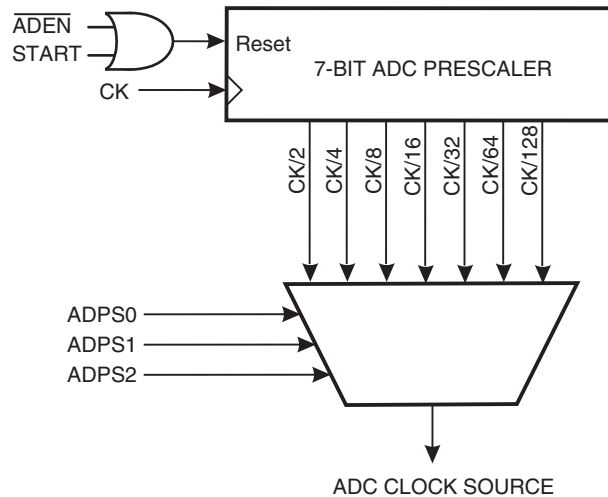 ADEN
START
Reset
7-BIT ADC PRESCALER
CK
CK/2
CK/4
CK/8
CK/16
CK/32
CK/64
CK/128
ADPS0
ADPS1
ADPS2
ADC CLOCK SOURCE